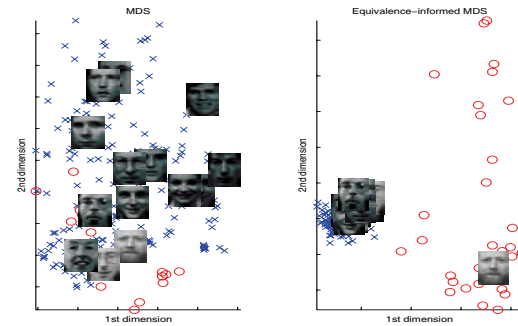 MDS
2nd dimension
1st dimension
Equivalence-informed MDS
2nd dimension
1st dimension